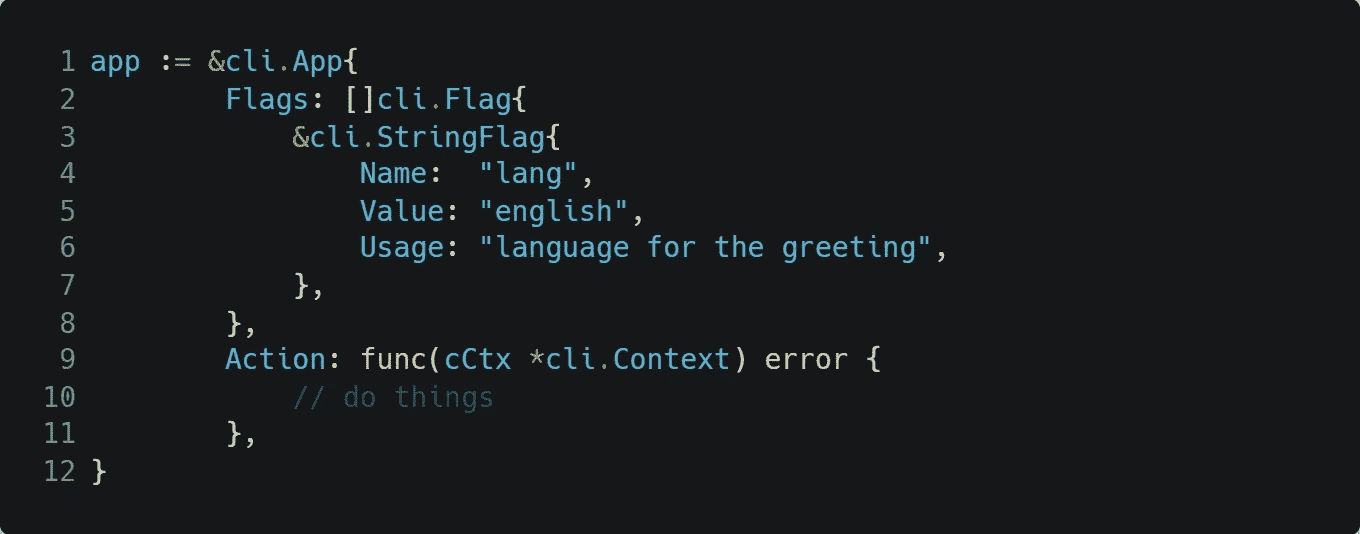 1 app := &cli.App{
2         Flags: []cli.Flag{
3             &cli.StringFlag{
4                 Name:  "lang",
5                 Value: "english",
6                 Usage: "language for the greeting",
7             },
8         },
9         Action: func(cCtx *cli.Context) error {
10             // do things
11         },
12 }